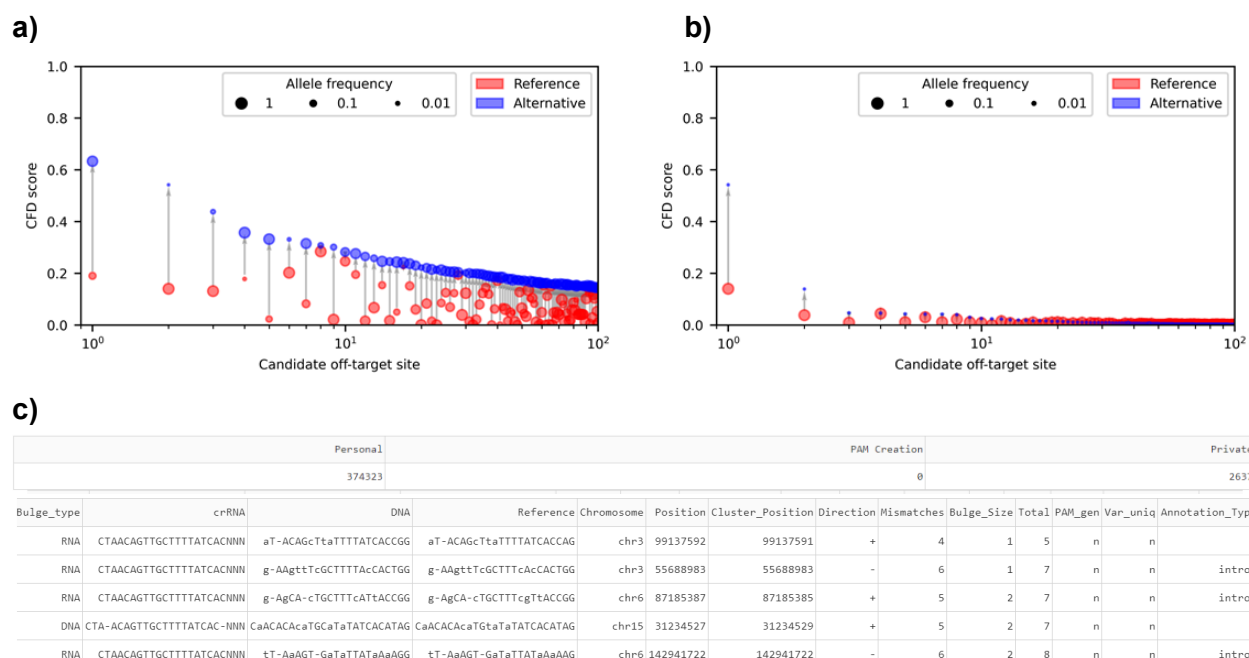 a)
b)
1.0
0.8
0.6
0.4
0.2
0.0
CFD score
Allele frequency
1 0.1 0.01
Reference
Alternative
10⁰ 10¹ 10²
Candidate off-target site
1.0
0.8
0.6
0.4
0.2
0.0
CFD score
Allele frequency
1 0.1 0.01
Reference
Alternative
10⁰ 10¹ 10²
Candidate off-target site
c)
Personal PAM Creation Private
374323 0 2637
Bulge_type crRNA DNA Reference Chromosome Position Cluster_Position Direction Mismatches Bulge_Size Total PAM_gen Var_uniq Annotation_Typ
RNA CTAACAGTTGCTTTTATCACNNN aT-ACAGcTtaTTTTATCACCGG aT-ACAGcTtaTTTTATCACCAG chr3 99137592 99137591 + 4 1 5 n n
RNA CTAACAGTTGCTTTTATCACNNN g-AAgttTcGCTTTTAcCACTGG g-AAgttTcGCTTTcAcCACTGG chr3 55688983 55688983 - 6 1 7 n n intro
RNA CTAACAGTTGCTTTTATCACNNN g-AgCA-cTGCTTTcATtACCGG g-AgCA-cTGCTTTcgTtACCGG chr6 87185387 87185385 + 5 2 7 n n intro
DNA CTA-ACAGTTGCTTTTATCAC-NNN CaACACAcaTGCaTaTATCACATAG CaACACAcaTGtaTaTATCACATAG chr15 31234527 31234529 + 5 2 7 n n
RNA CTAACAGTTGCTTTTATCACNNN tT-AaAGT-GaTaTTATaAaAGG tT-AaAGT-GaTaTTATaAaAAG chr6 142941722 142941722 - 6 2 8 n n intro